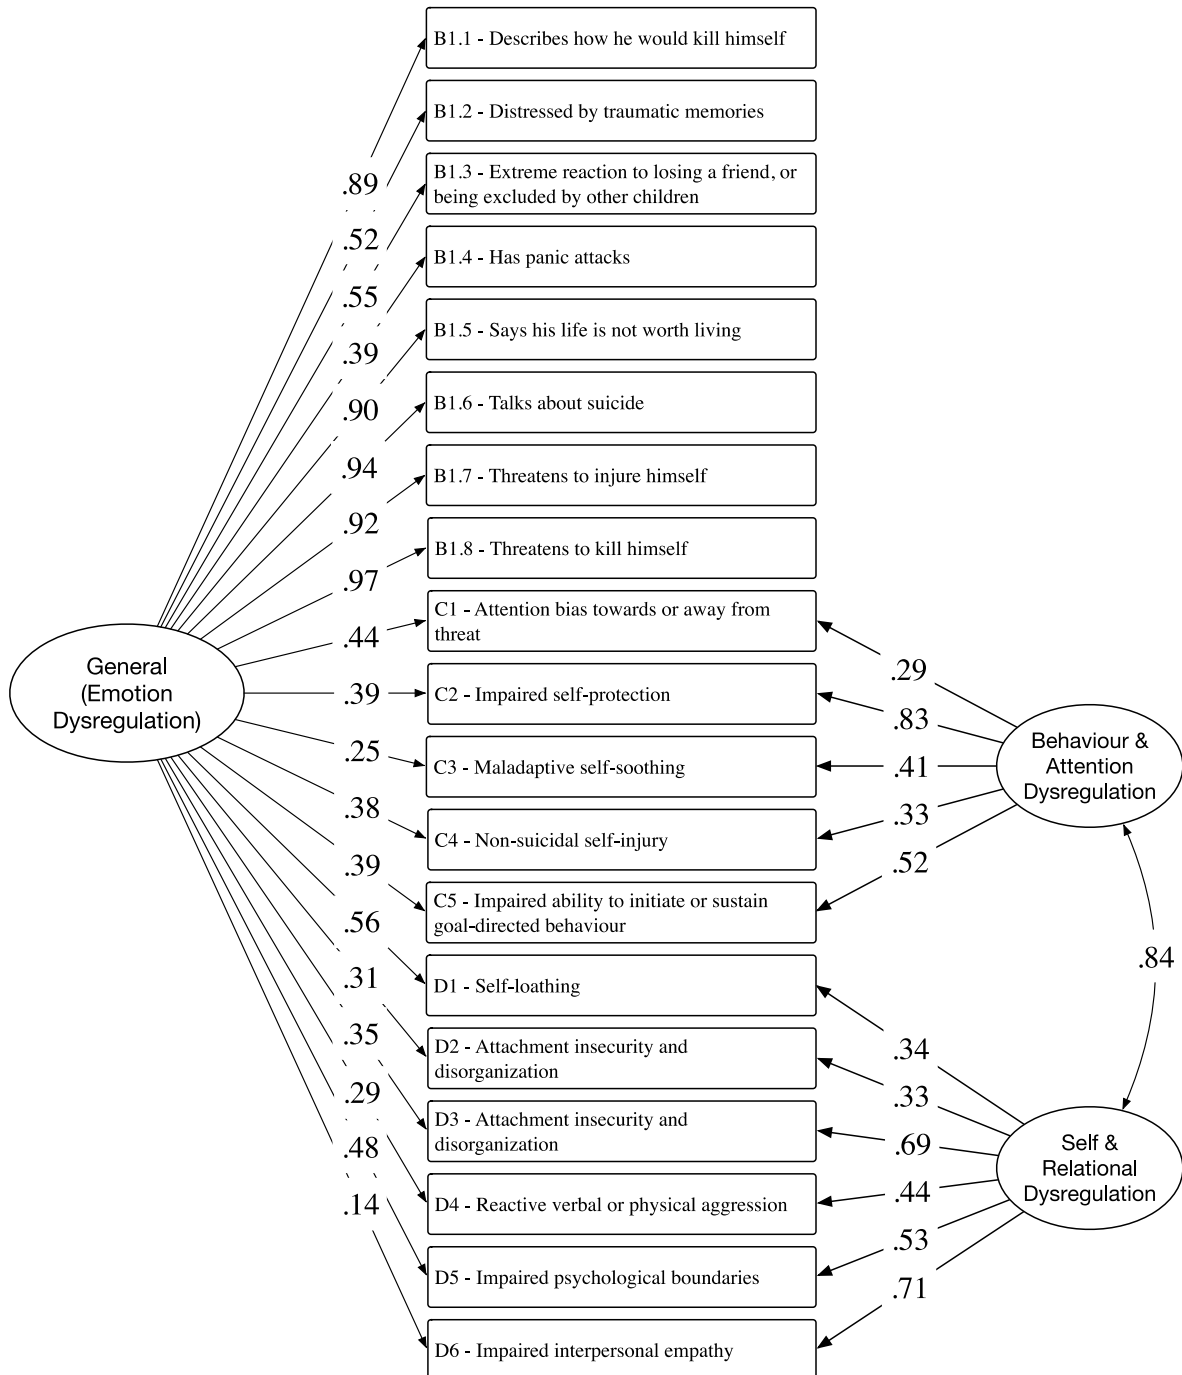 B1.1 - Describes how he would kill himself
B1.2 - Distressed by traumatic memories
B1.3 - Extreme reaction to losing a friend, or
being excluded by other children
B1.4 - Has panic attacks
B1.5 - Says his life is not worth living
B1.6 - Talks about suicide
B1.7 - Threatens to injure himself
B1.8 - Threatens to kill himself
C1 - Attention bias towards or away from
threat
C2 - Impaired self-protection
C3 - Maladaptive self-soothing
C4 - Non-suicidal self-injury
C5 - Impaired ability to initiate or sustain
goal-directed behaviour
D1 - Self-loathing
D2 - Attachment insecurity and
disorganization
D3 - Attachment insecurity and
disorganization
D4 - Reactive verbal or physical aggression
D5 - Impaired psychological boundaries
D6 - Impaired interpersonal empathy
.89
.52
.55
.39
.90
.94
.92
.97
.44
.39
.25
.38
.39
.56
.31
.35
.29
.48
.14
General
(Emotion
Dysregulation)
.29
.83
.41
.33
.52
Behaviour &
Attention
Dysregulation
.84
.34
.33
.69
.44
.53
.71
Self &
Relational
Dysregulation